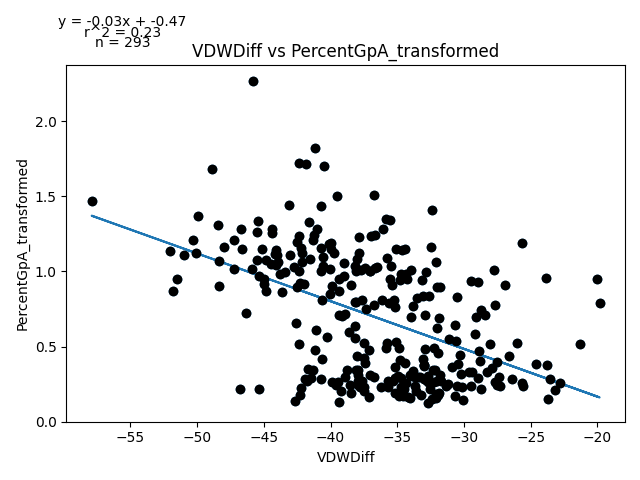 y = -0.03x + -0.47
r^2 = 0.23
n = 293
VDWDiff vs PercentGpA_transformed
2.0
1.5
1.0
0.5
0.0
PercentGpA_transformed
−55 −50 −45 −40 −35 −30 −25 −20
VDWDiff